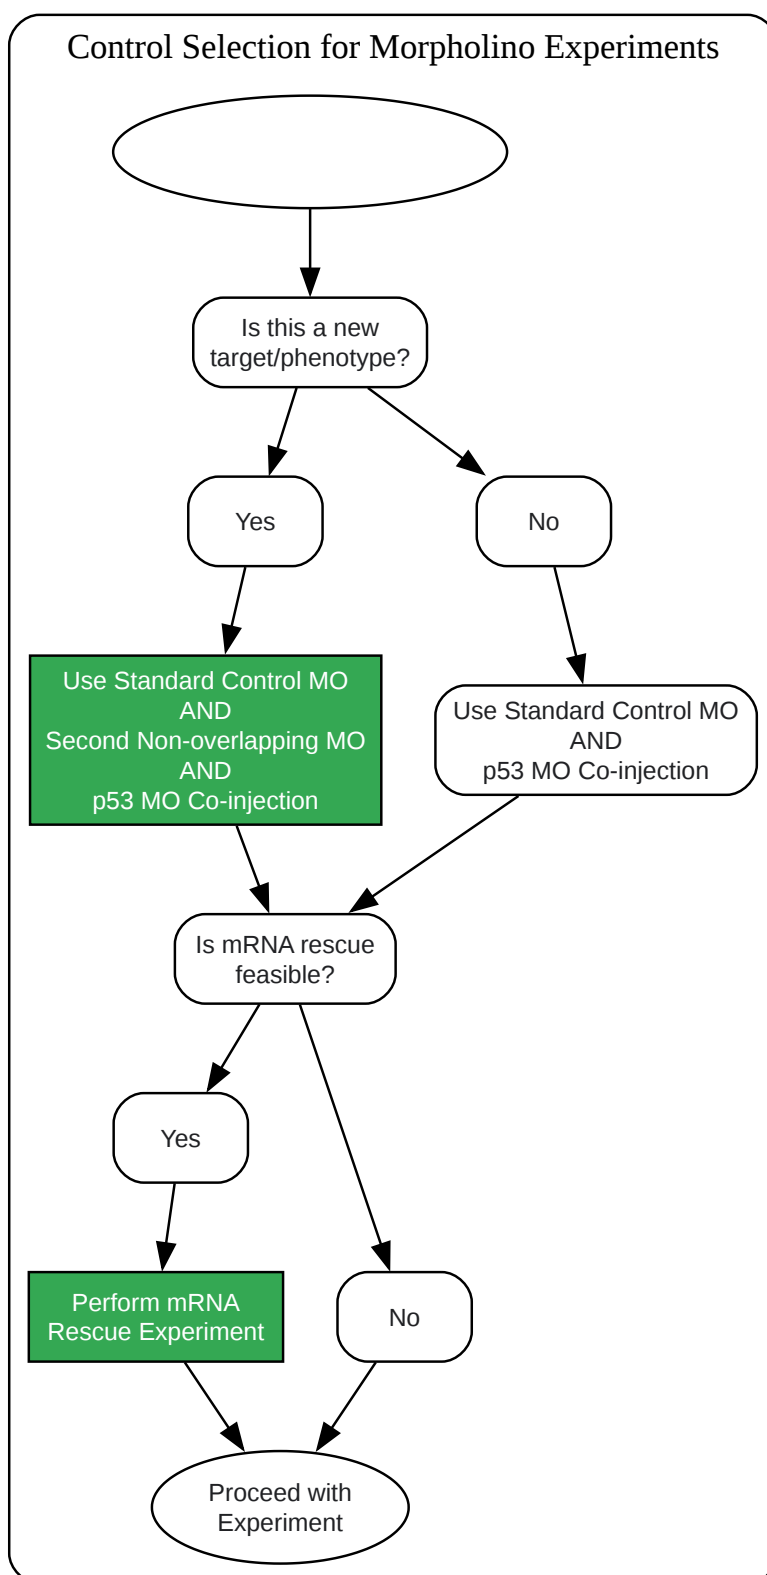 Control Selection for Morpholino Experiments
Is this a new
target/phenotype?
Yes
No
Use Standard Control MO
AND
Second Non-overlapping MO
AND
p53 MO Co-injection
Use Standard Control MO
AND
p53 MO Co-injection
Is mRNA rescue
feasible?
Yes
Perform mRNA
Rescue Experiment
No
Proceed with
Experiment